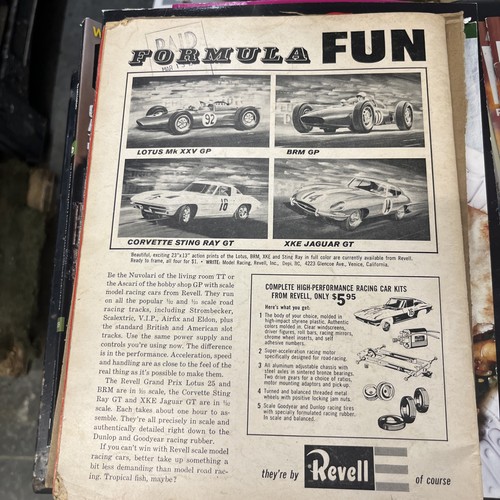 FORMULA FUN
PAID
MAR
92
LOTUS Mk XXV GP
BRM GP
16
14
CORVETTE STING RAY GT
XKE JAGUAR GT
Beautiful, exciting 23"x13" action prints of the Lotus, BRM, XKE and Sting Ray in full color are currently available from Revell.
Ready to frame, all four for $1. • WRITE: Model Racing, Revell, Inc., Dept. RC, 4223 Glencoe Ave., Venice, California.
Be the Nuvolari of the living room TT or
the Ascari of the hobby shop GP with scale
model racing cars from Revell. They run
on all the popular and scale road
racing tracks, including Strombecker,
Scalextric, V.I.P., Airfix and Eldon, plus
the standard British and American slot
tracks. Use the same power supply and
controls you're using now. The difference
is in performance. Acceleration, speed
and handling are as close to the feel of the
real thing as it's possible to make them.
The Revell Grand Prix Lotus 25 and
BRM are in scale, the Corvette Sting
Ray GT and XKE Jaguar GT are in
scale. Each takes about one hour to as-
semble. They're all precisely in scale and
authentically detailed right down to the
Dunlop and Goodyear racing rubber.
If you can't win with Revell scale model
racing cars, better take up something a
bit less demanding than model road rac-
ing. Tropical fish, maybe?
COMPLETE HIGH-PERFORMANCE RACING CAR KITS
FROM REVELL, ONLY $5.95
Here's what you get:
1 The body of your choice, molded in
high-impact styrene plastic. Authentic
colors molded in. Clear windscreens,
driver figures, roll bars, racing mirrors,
chrome wheel inserts, and self
adhesive numbers.
2 Super-acceleration racing motor
specifically designed for road-racing.
3 An aluminum adjustable chassis with
steel axles in sintered bronze bearings.
Two drive gears for a choice of ratios,
motor mounting adaptors and pick-up.
4 Turned and balanced threaded metal
wheels with positive locking jam nuts.
5 Scale Goodyear and Dunlop racing tires
with specially formulated racing rubber.
In scale and balanced.
they're by Revell of course